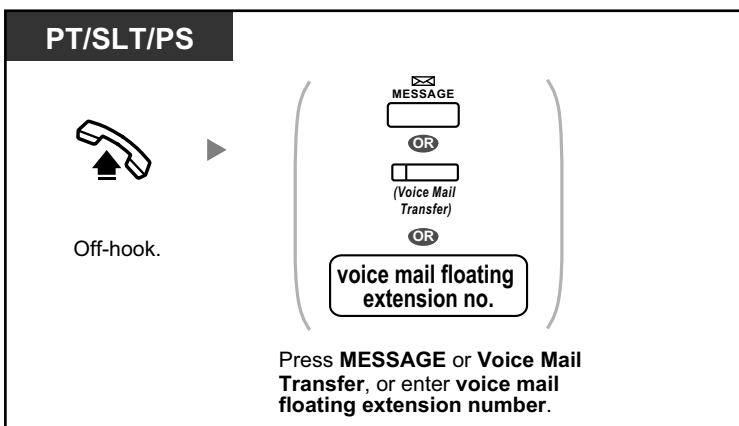 PT/SLT/PS
MESSAGE
OR
(Voice Mail
Transfer)
OR
voice mail floating
extension no.
Off-hook.
Press MESSAGE or Voice Mail
Transfer, or enter voice mail
floating extension number.